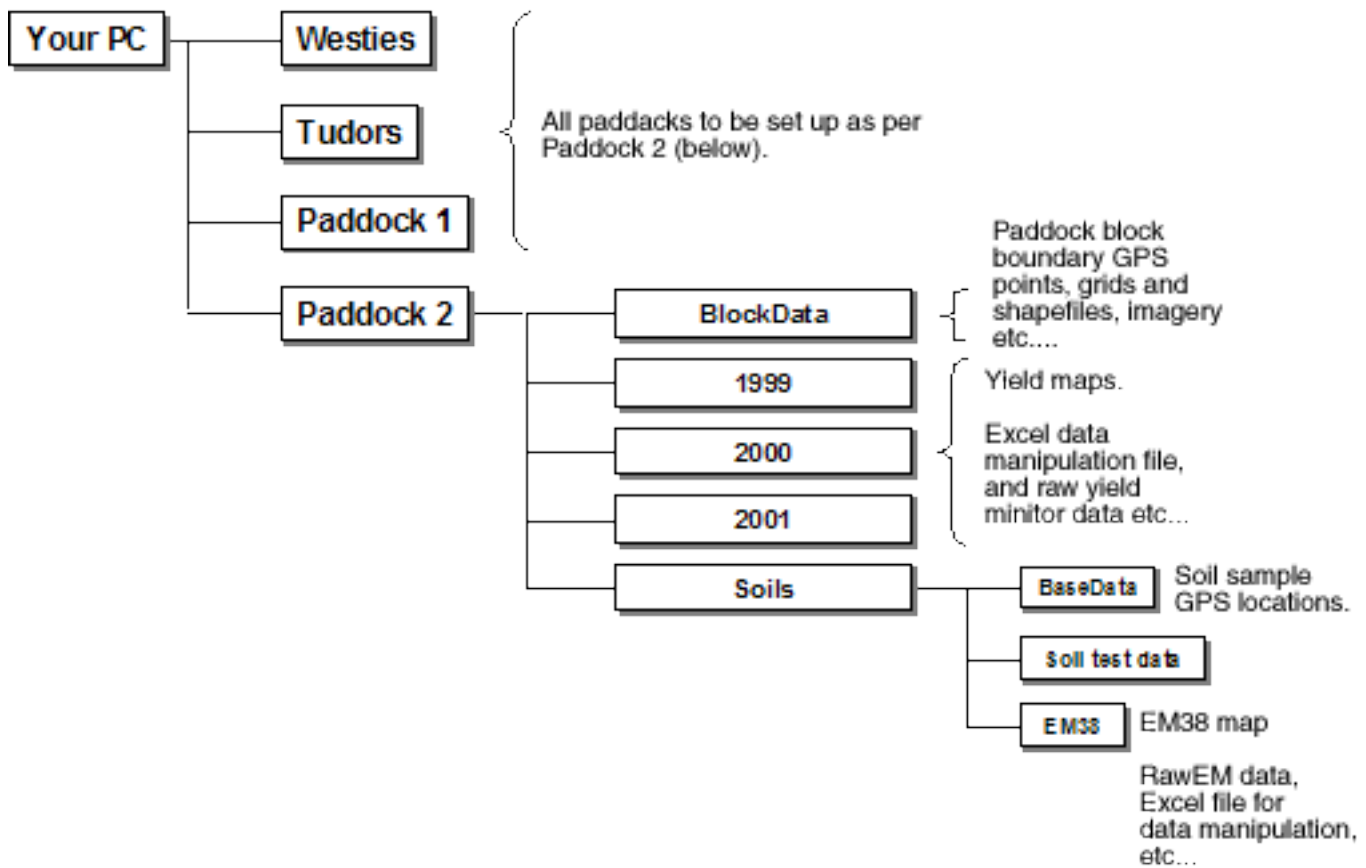 Your PC
Westies
Tudors
All paddacks to be set up as per
Paddock 2 (below).
Paddock 1
Paddock 2
BlockData
Paddock block
boundary GPS
points, grids and
shapefiles, imagery
etc....
1999
2000
2001
Yield maps.
Excel data
manipulation file,
and raw yield
minitor data etc...
Soils
BaseData
Soil sample
GPS locations.
Soil test data
EM38
EM38 map
RawEM data,
Excel file for
data manipulation,
etc...